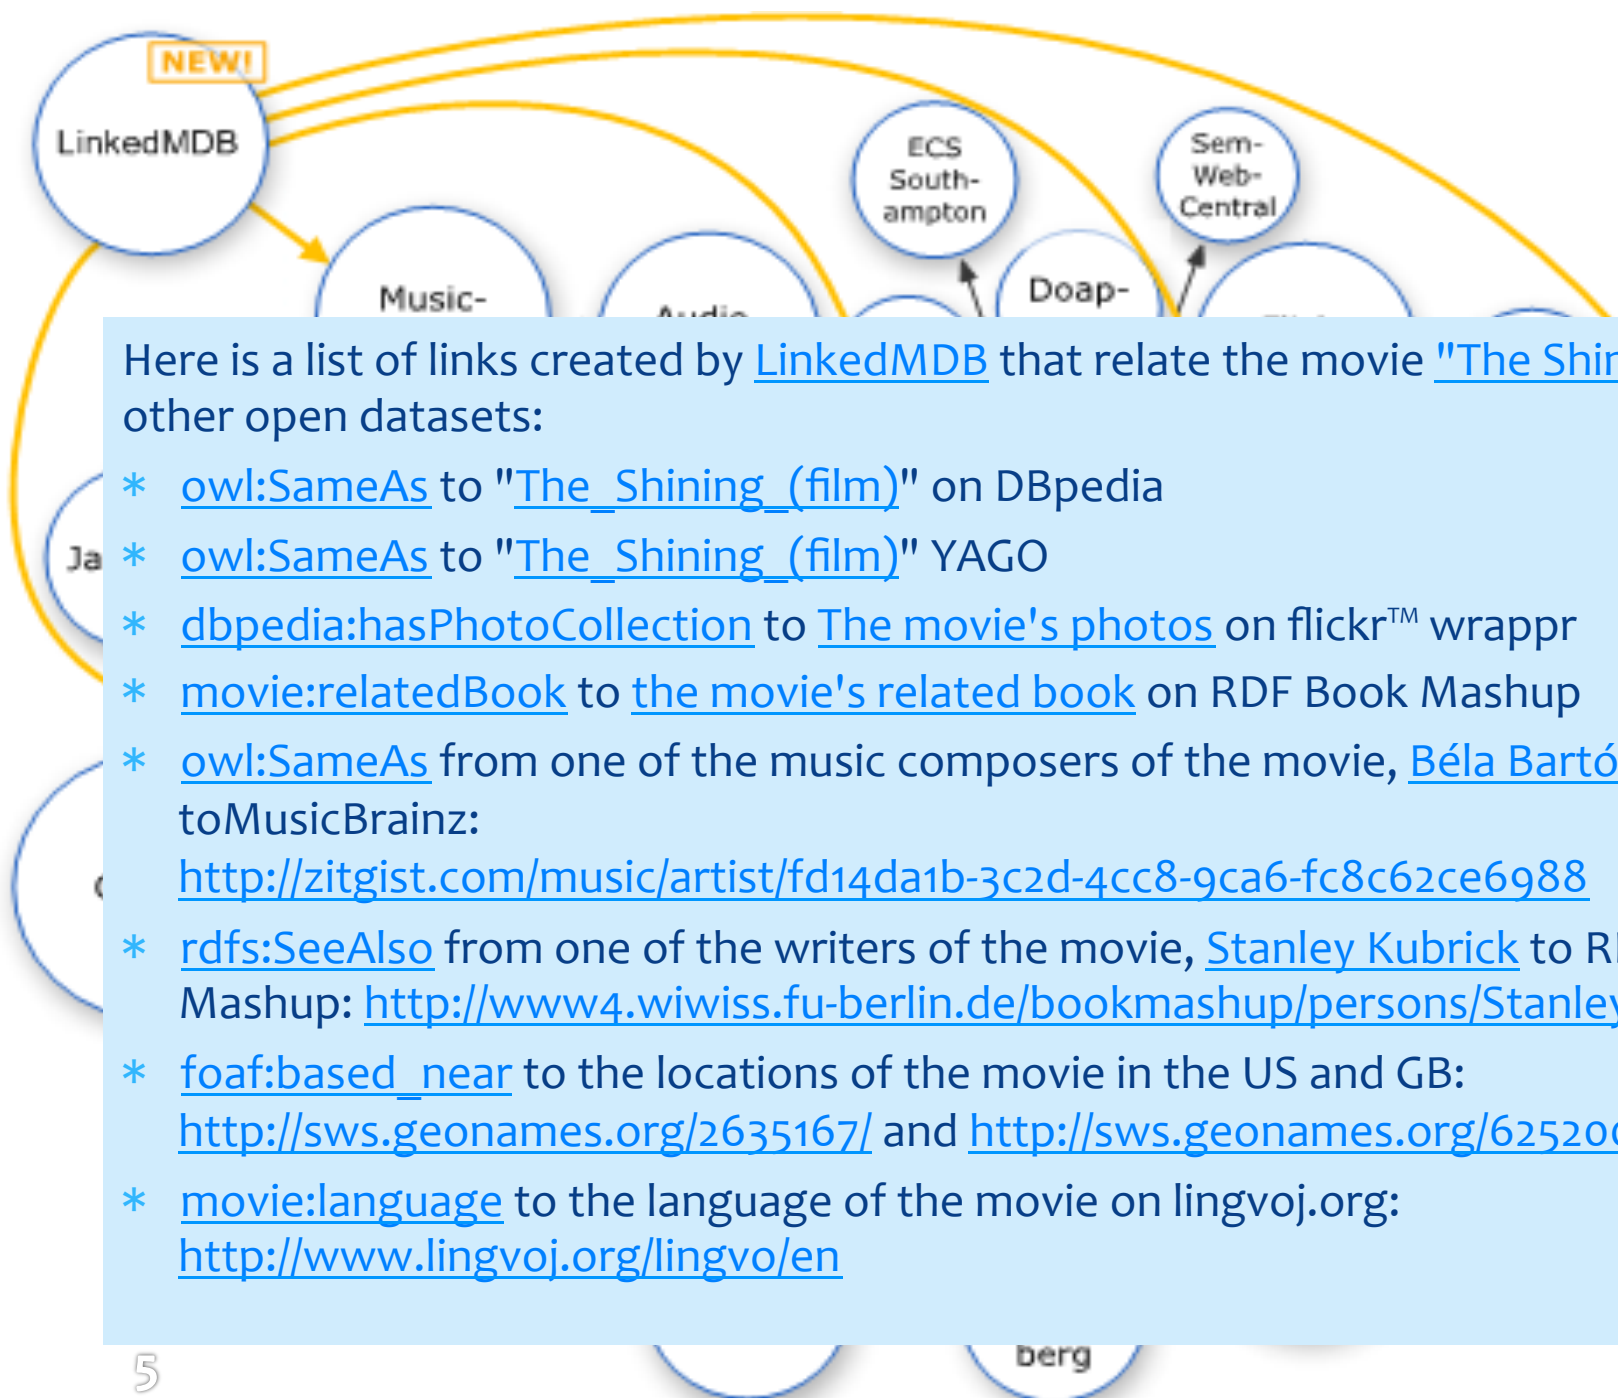 NEW!
LinkedMDB
ECS
South-
ampton
Sem-
Web-
Central
Music-
Doap-
Here is a list of links created by LinkedMDB that relate the movie "The
other open datasets:
* owl:SameAs to "The_Shining_(film)" on DBpedia
* owl:SameAs to "The_Shining_(film)" YAGO
* dbpedia:hasPhotoCollection to The movie's photos on flickr™ wrappr
* movie:relatedBook to the movie's related book on RDF Book Mashup
* owl:SameAs from one of the music composers of the movie, Béla
toMusicBrainz:
http://zitgist.com/music/artist/fd14da1b-3c2d-4cc8-9ca6-fc8c62ce6988
* rdfs:SeeAlso from one of the writers of the movie, Stanley Kubrick to
Mashup: http://www4.wiwiss.fu-berlin.de/bookmashup/persons/Stanley
* foaf:based_near to the locations of the movie in the US and GB:
http://sws.geonames.org/2635167/ and http://sws.geonames.org/62520
* movie:language to the language of the movie on lingvoj.org:
http://www.lingvoj.org/lingvo/en
berg
5